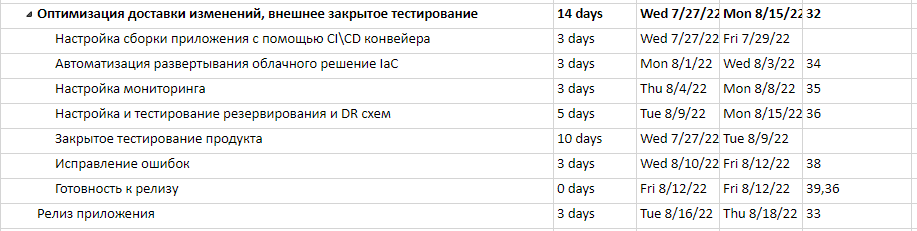 Оптимизация доставки изменений, внешнее закрытое тестирование 14 days Wed 7/27/22 Mon 8/15/22 32
Настройка сборки приложения с помощью CI\CD конвейера 3 days Wed 7/27/22 Fri 7/29/22
Автоматизация развертывания облачного решение IaC 3 days Mon 8/1/22 Wed 8/3/22 34
Настройка мониторинга 3 days Thu 8/4/22 Mon 8/8/22 35
Настройка и тестирование резервирования и DR схем 5 days Tue 8/9/22 Mon 8/15/22 36
Закрытое тестирование продукта 10 days Wed 7/27/22 Tue 8/9/22
Исправление ошибок 3 days Wed 8/10/22 Fri 8/12/22 38
Готовность к релизу 0 days Fri 8/12/22 Fri 8/12/22 39,36
Релиз приложения 3 days Tue 8/16/22 Thu 8/18/22 33